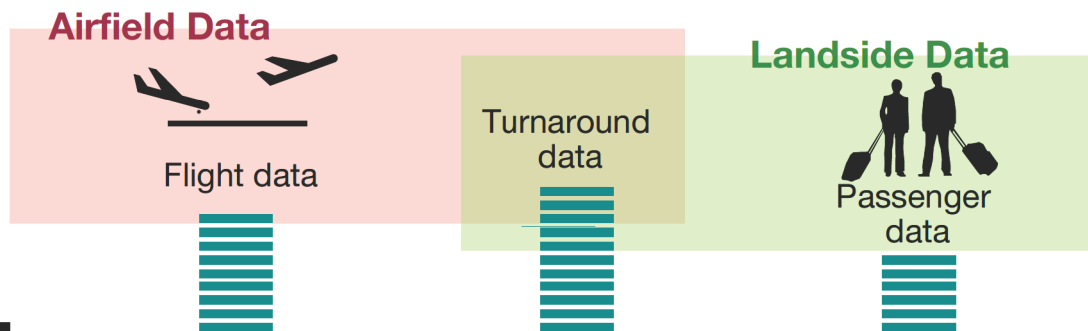 Airfield Data
Landside Data
Turnaround
data
Flight data
Passenger
data